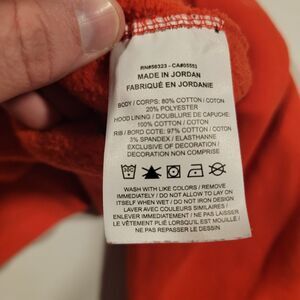 RN#56323 - CA#05553
MADE IN JORDAN
FABRIQUÉ EN JORDANIE
BODY / CORPS: 80% COTTON / COTON
20% POLYESTER
HOOD LINING / DOUBLURE DE CAPUCHE:
100% COTTON / COTON
RIB / BORD COTE: 97% COTTON / COTON
3% SPANDEX / ELASTHANNE
EXCLUSIVE OF DECORATION /
DECORATION NON COMPRISE
WASH WITH LIKE COLORS / REMOVE
IMMEDIATELY / DO NOT ALLOW TO LAY ON
ITSELF WHEN WET / DO NOT IRON DESIGN
LAVER AVEC COULEURS SIMILAIRES /
ENLEVER IMMEDIATEMENT / NE PAS LAISSER
LE VÊTEMENT PLIÉ LORSQU'IL EST MOUILLÉ /
NE PAS REPASSER LE DESSIN